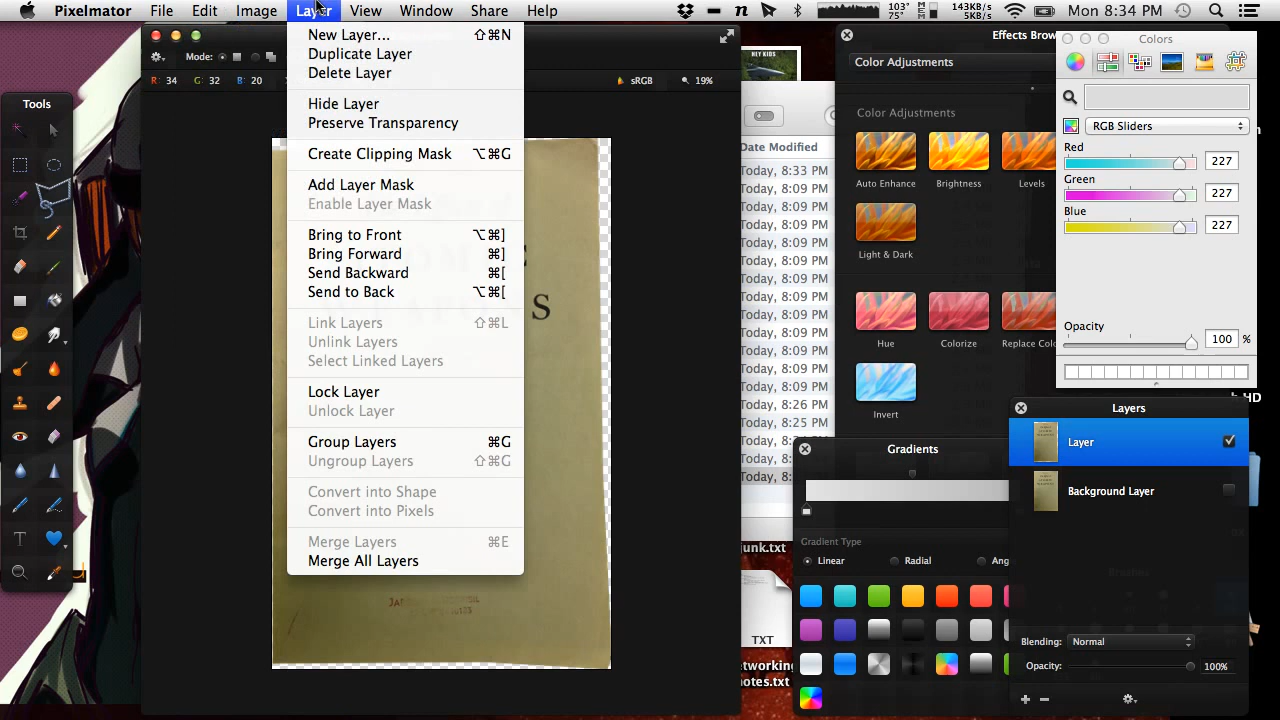 Pixelmator File Edit Image Layer View Window Share Help
103° 75° 143KB/s 5KB/s Mon 8:34 PM
Mode:
R: 34 G: 32 B: 20
sRGB 19%
Tools
New Layer... ⇧⌘N
Duplicate Layer
Delete Layer
Hide Layer
Preserve Transparency
Create Clipping Mask ⌥⌘G
Add Layer Mask
Enable Layer Mask
Bring to Front ⌥⌘]
Bring Forward ⌘]
Send Backward ⌘[
Send to Back ⌥⌘[
Link Layers ⇧⌘L
Unlink Layers
Select Linked Layers
Lock Layer
Unlock Layer
Group Layers ⌘G
Ungroup Layers ⇧⌘G
Convert into Shape
Convert into Pixels
Merge Layers ⌘E
Merge All Layers
HEY KIDS
Date Modified
Today, 8:33 PM
Today, 8:09 PM
Today, 8:09 PM
Today, 8:09 PM
Today, 8:09 PM
Today, 8:09 PM
Today, 8:09 PM
Today, 8:09 PM
Today, 8:09 PM
Today, 8:09 PM
Today, 8:09 PM
Today, 8:09 PM
Today, 8:09 PM
Today, 8:26 PM
Today, 8:25 PM
junk.txt
TXT
notes.txt
Effects Brow
Color Adjustments
Color Adjustments
Auto Enhance Brightness Levels
Light & Dark
Hue Colorize Replace Colo
Invert
Colors
RGB Sliders
Red
227
Green
227
Blue
227
Opacity
100 %
Gradients
Gradient Type
Linear Radial Ang
Layers
Layer
Background Layer
Blending: Normal
Opacity: 100%